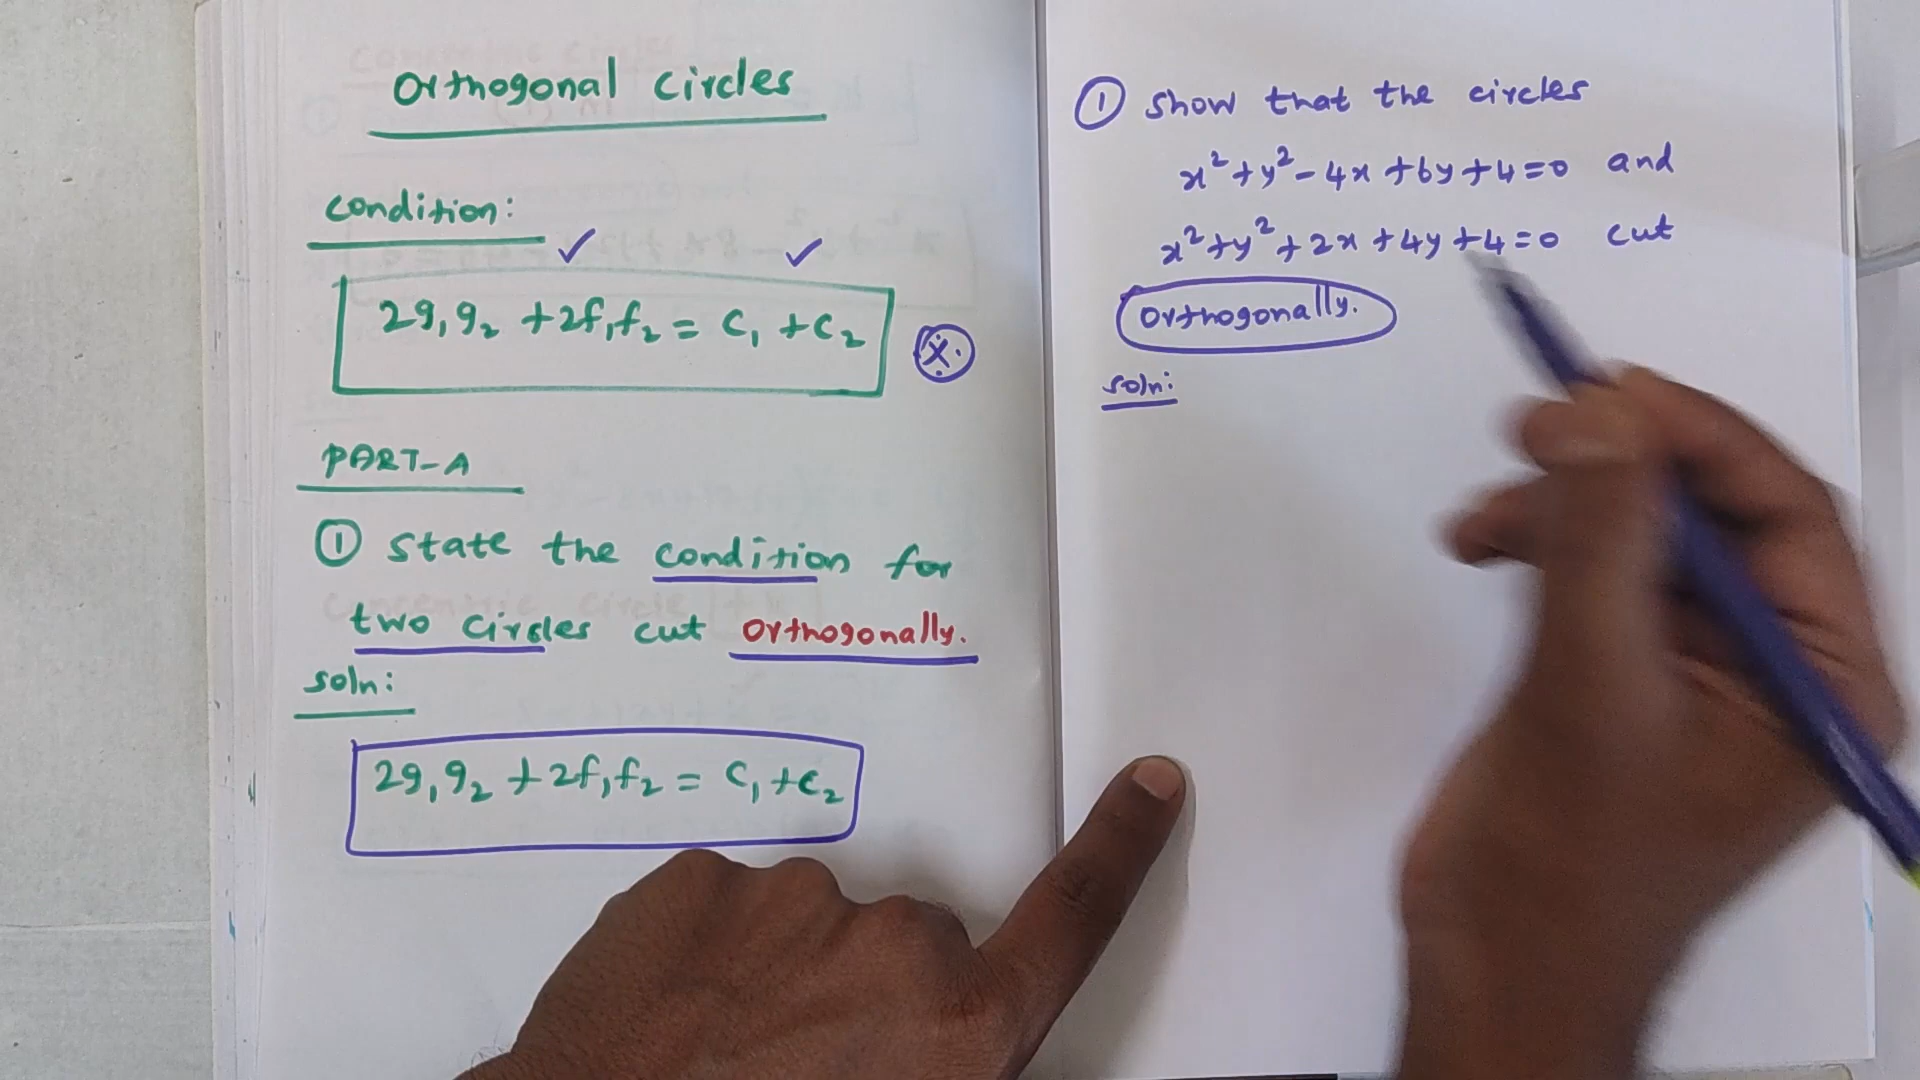 Orthogonal Circles
Condition:
2g₁g₂ + 2f₁f₂ = C₁ + C₂
PART-A
① State the condition for
two circles cut orthogonally.
Soln:
2g₁g₂ + 2f₁f₂ = C₁ + C₂
① Show that the circles
x² + y² - 4x + 6y + 4 = 0 and
x² + y² + 2x + 4y + 4 = 0 cut
orthogonally.
Soln: